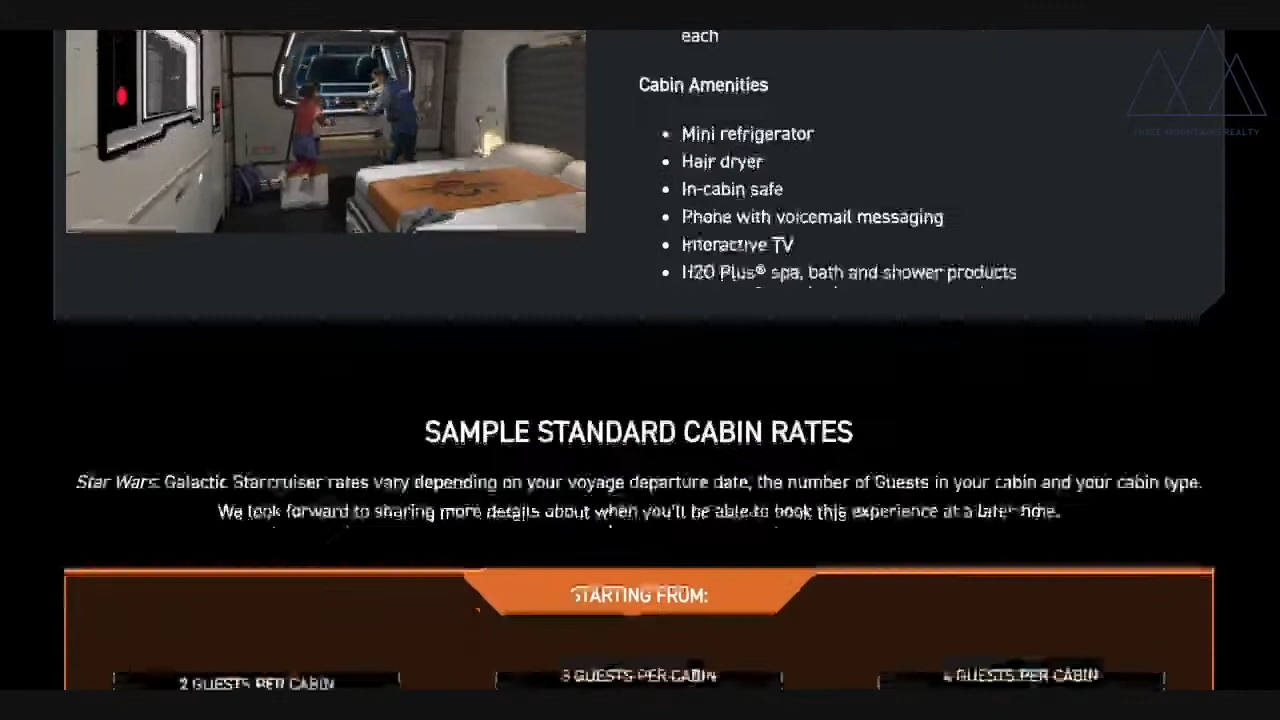 each
Cabin Amenities
• Mini refrigerator
• Hair dryer
• In-cabin safe
• Phone with voicemail messaging
• Interactive TV
• H2O Plus® spa, bath and shower products
THREE MOUNTAINS REALTY
SAMPLE STANDARD CABIN RATES
Star Wars: Galactic Starcruiser rates vary depending on your voyage departure date, the number of Guests in your cabin and your cabin type.
We look forward to sharing more details about when you'll be able to book this experience at a later time.
STARTING FROM:
2 GUESTS PER CABIN
3 GUESTS PER CABIN
4 GUESTS PER CABIN